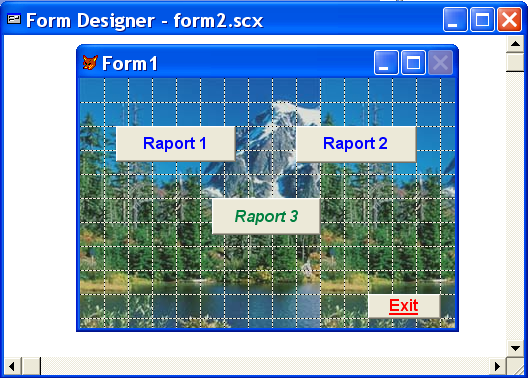 Form Designer - form2.scx
Form1
Raport 1
Raport 2
Raport 3
Exit